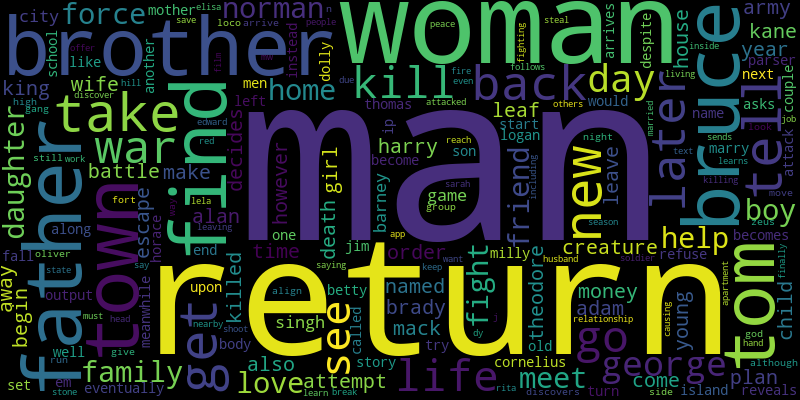 city force mother elisa save arrive people norman loco
woman
peace n steal arrives despite house army kane year parser
brother school like another instead dolly fighting follows inside
king wife men home kill back day due fire even attacked living next couple
high discover hill offer film gang find take left thomas ip leaf would asks attack
daughter still work edward red war decides harry become logan start name job
father battle make girl son night marry look
man
town escape alan however game barney friend new leave later tell bruce boy
fort lela way leaving death group sarah reach including married text sends learns killing move
along horace one app season others refuse becomes zeus
fall oliver end time jim order milly creature help
away state say upon killed saying want keep husband soldier finally
return
begin output meanwhile nearby shoot align betty named fight theodore money apartment child tom
must head get singh see called brady adam relationship young god hand
set well give body mack try dy j old causing although
em run story cornelius go george plan
stone family also love attempt life meet come island reveals
eventually learn break rita turn discovers side